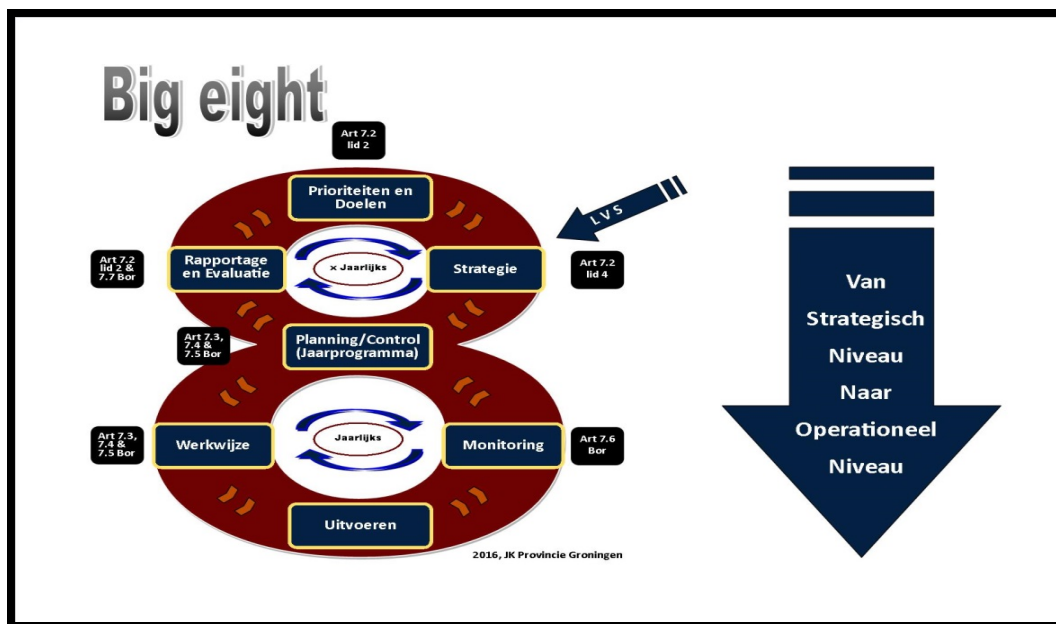 Big eight
Art 7.2
lid 2
Prioriteiten en
Doelen
L V S
Art 7.2
lid 2 &
7.7 Bor
Rapportage
en Evaluatie
x Jaarlijks
Strategie
Art 7.2
lid 4
Art 7.3,
7.4 &
7.5 Bor
Planning/Control
(Jaarprogramma)
Art 7.3,
7.4 &
7.5 Bor
Werkwijze
Jaarlijks
Monitoring
Art 7.6
Bor
Uitvoeren
2016, JK Provincie Groningen
Van
Strategisch
Niveau
Naar
Operationeel
Niveau